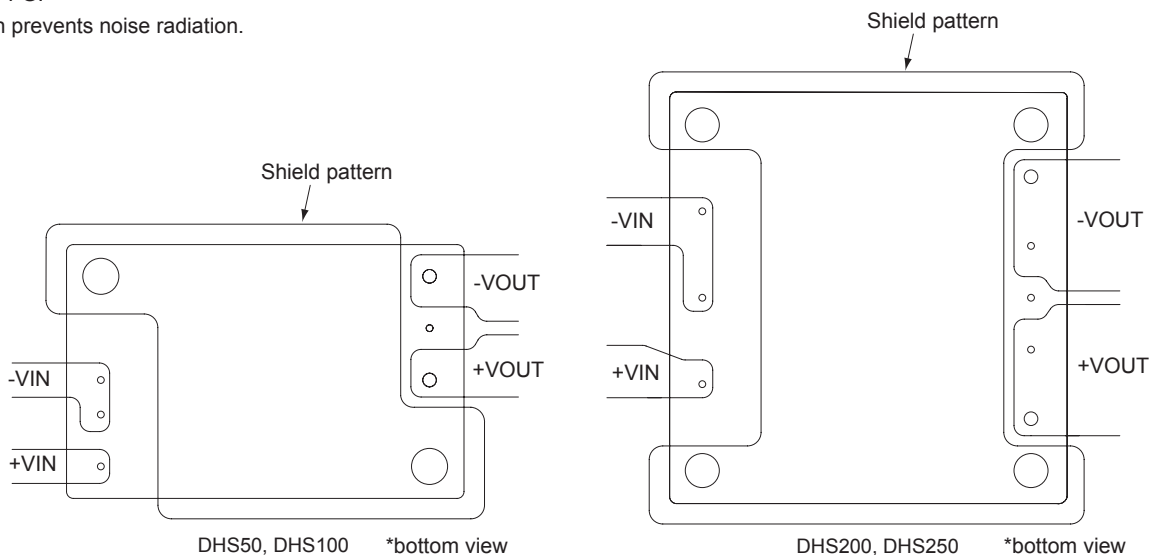 n prevents noise radiation.
Shield pattern
-VIN
+VIN
-VOUT
+VOUT
DHS50, DHS100 *bottom view
Shield pattern
-VIN
+VIN
-VOUT
+VOUT
DHS200, DHS250 *bottom view